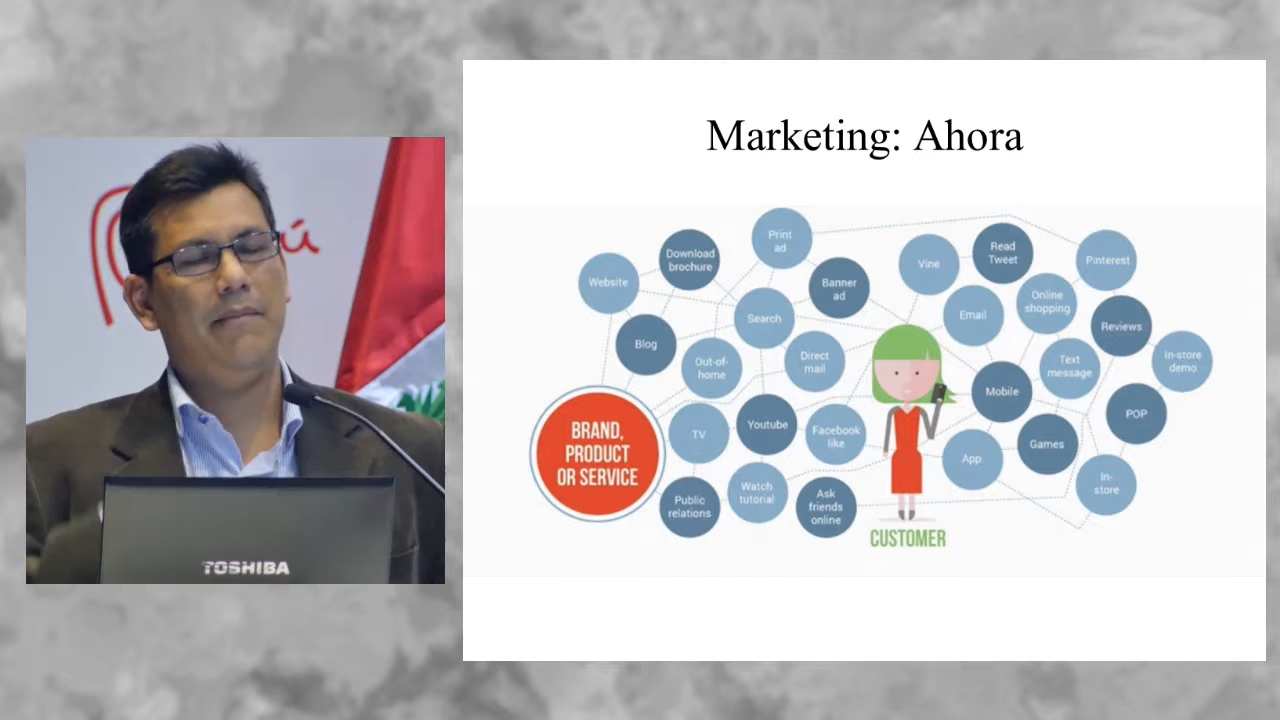 ú
TOSHIBA
Marketing: Ahora
Website
Download
brochure
Print
ad
Banner
ad
Search
Blog
Out-of-
home
Direct
mail
BRAND,
PRODUCT
OR SERVICE
TV
Youtube
Facebook
like
Public
relations
Watch
tutorial
Ask
friends
online
Vine
Read
Tweet
Pinterest
Email
Online
shopping
Reviews
Mobile
Text
message
In-store
demo
POP
Games
App
In-
store
CUSTOMER